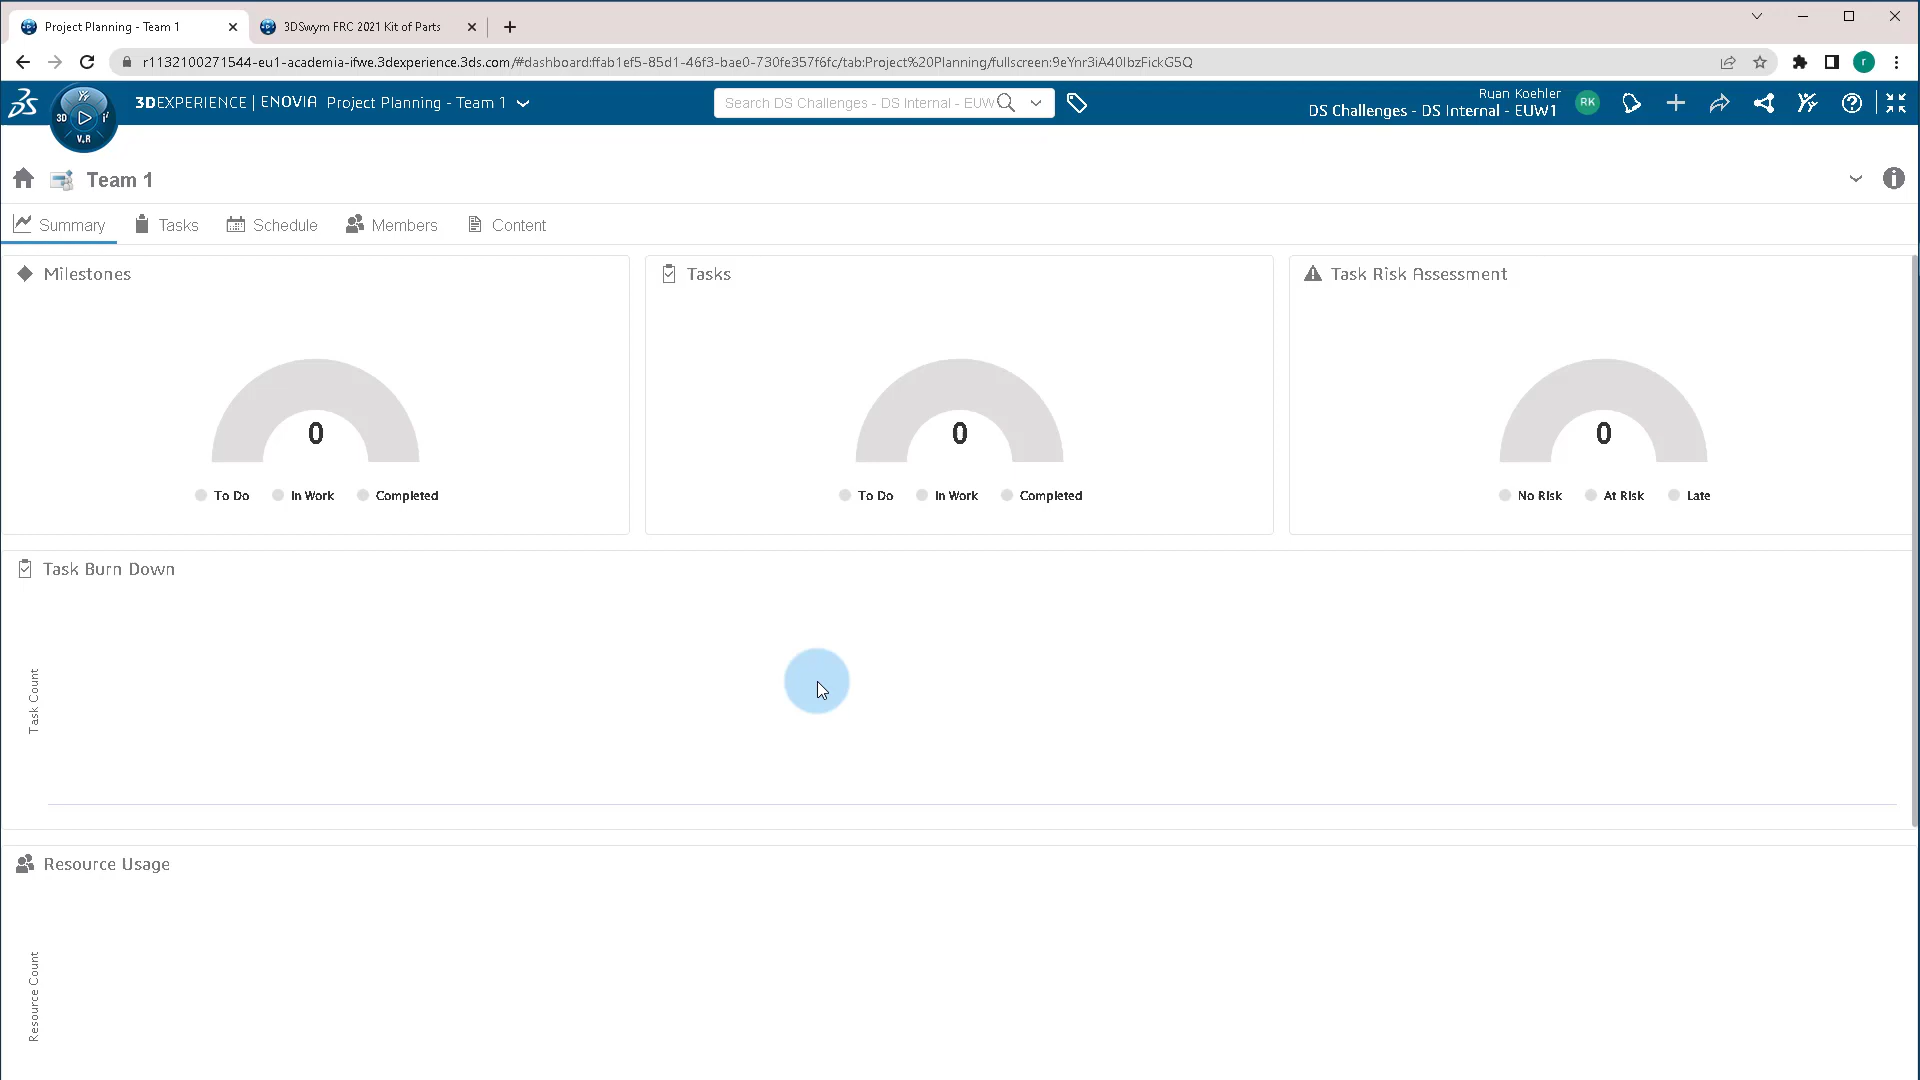 Project Planning - Team 1
3DSwym FRC 2021 Kit of Parts
r1132100271544-eu1-academia-ifwe.3dexperience.3ds.com/#dashboard:ffab1ef5-85d1-46f3-bae0-730fe357f6fc/tab:Project%20Planning/fullscreen:9eYnr3iA40IbzFickG5Q
r
3DEXPERIENCE | ENOVIA Project Planning - Team 1
Search DS Challenges - DS Internal - EUW
Ryan Koehler
DS Challenges - DS Internal - EUW1
RK
3D
V.R
Team 1
Summary
Tasks
Schedule
Members
Content
Milestones
0
To Do In Work Completed
Tasks
0
To Do In Work Completed
Task Risk Assessment
0
No Risk At Risk Late
Task Burn Down
Task Count
Resource Usage
Resource Count